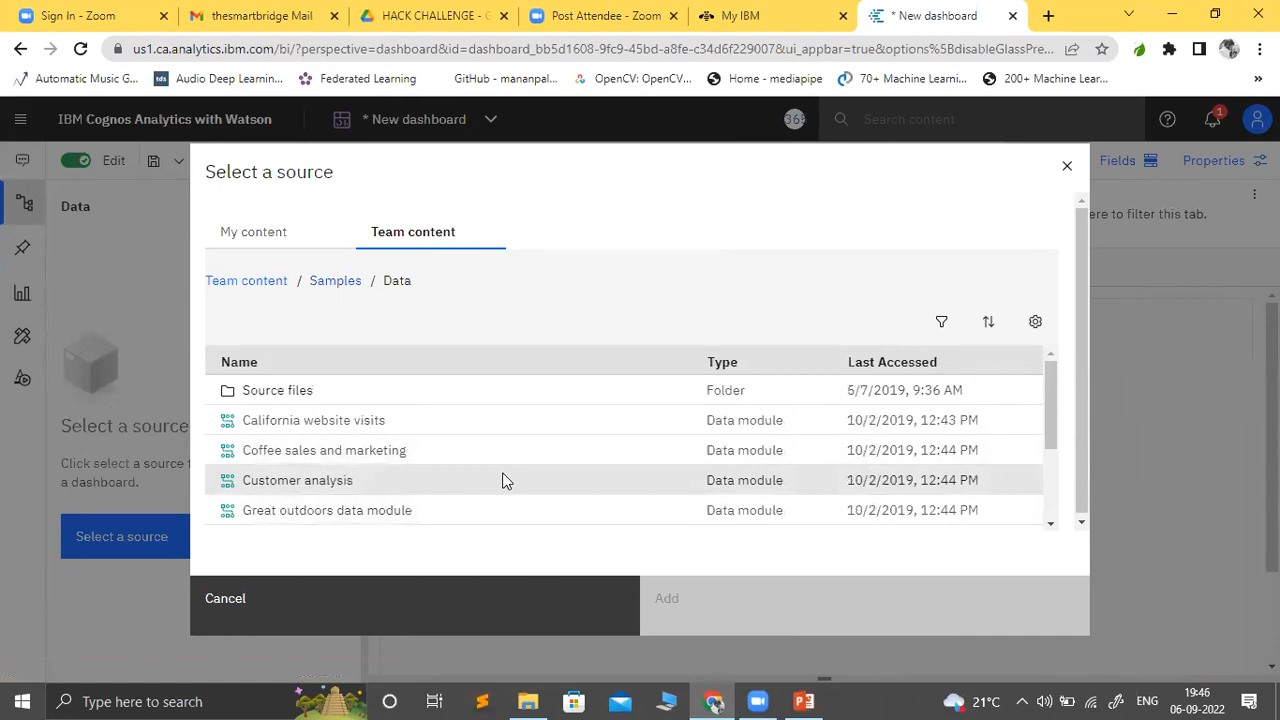 Sign In - Zoom
thesmartbridge Mail
HACK CHALLENGE - G
Post Attendee - Zoom
My IBM
* New dashboard
us1.ca.analytics.ibm.com/bi/?perspective=dashboard&id=dashboard_bb5d1608-9fc9-45bd-a8fe-c34d6f229007&ui_appbar=true&options%5BdisableGlassPre...
Automatic Music G...
tds Audio Deep Learnin...
Federated Learning
GitHub - mananpal...
OpenCV: OpenCV:...
Home - mediapipe
70+ Machine Learni...
200+ Machine Lear...
»
IBM Cognos Analytics with Watson
* New dashboard
Search content
1
Edit
Fields
Properties
Data
ere to filter this tab.
Select a source
Click select a source f
a dashboard.
Select a source
Select a source
My content
Team content
Team content / Samples / Data
Name
Type
Last Accessed
Source files
Folder
5/7/2019, 9:36 AM
California website visits
Data module
10/2/2019, 12:43 PM
Coffee sales and marketing
Data module
10/2/2019, 12:44 PM
Customer analysis
Data module
10/2/2019, 12:44 PM
Great outdoors data module
Data module
10/2/2019, 12:44 PM
Cancel
Add
Type here to search
21°C
ENG
19:46
06-09-2022